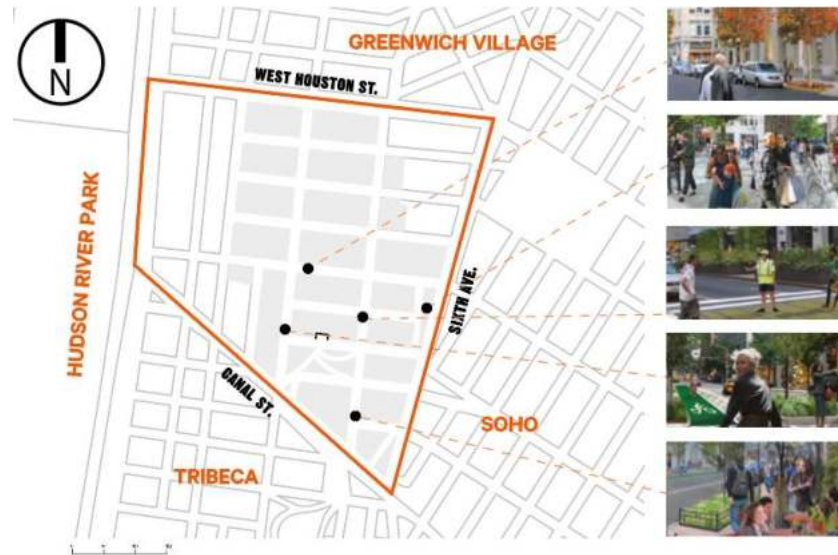 GREENWICH VILLAGE
WEST HOUSTON ST.
N
HUDSON RIVER PARK
SIXTH AVE.
CANAL ST.
SOHO
TRIBECA